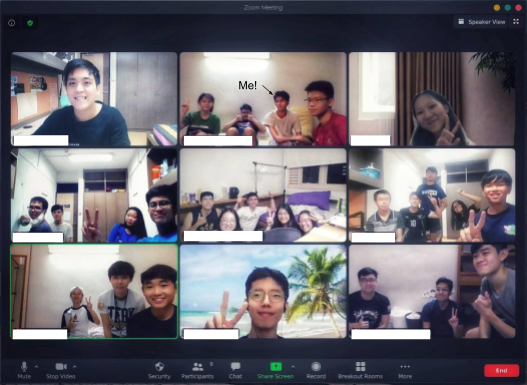 Zoom Meeting
Speaker View
Me!
Mute
Stop Video
Security
Participants
Chat
Share Screen
Record
Breakout Rooms
More
End